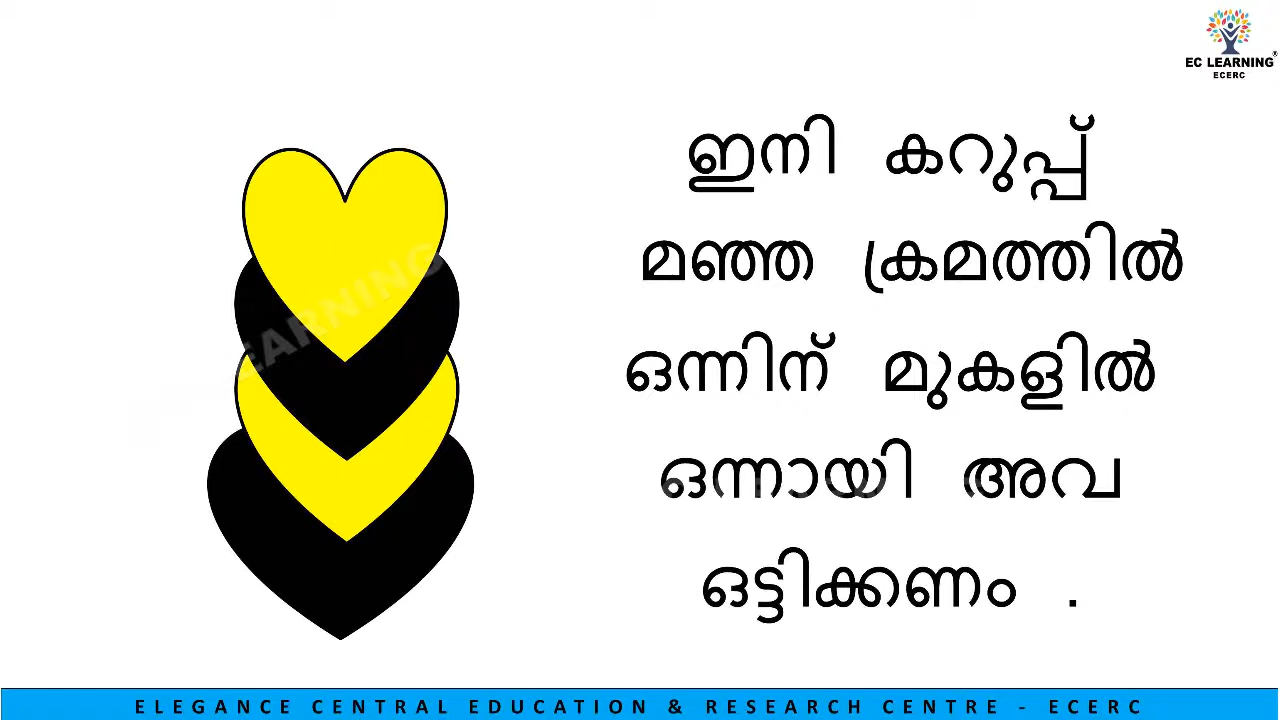 EC LEARNING®
ECERC
ഇനി കറുപ്പ്
മഞ്ഞ ക്രമത്തിൽ
ഒന്നിന് മുകളിൽ
ഒന്നായി അവ
ഒട്ടിക്കണം .
LEARNING
ELEGANCE CENTRAL EDUCATION & RESEARCH CENTRE - ECERC